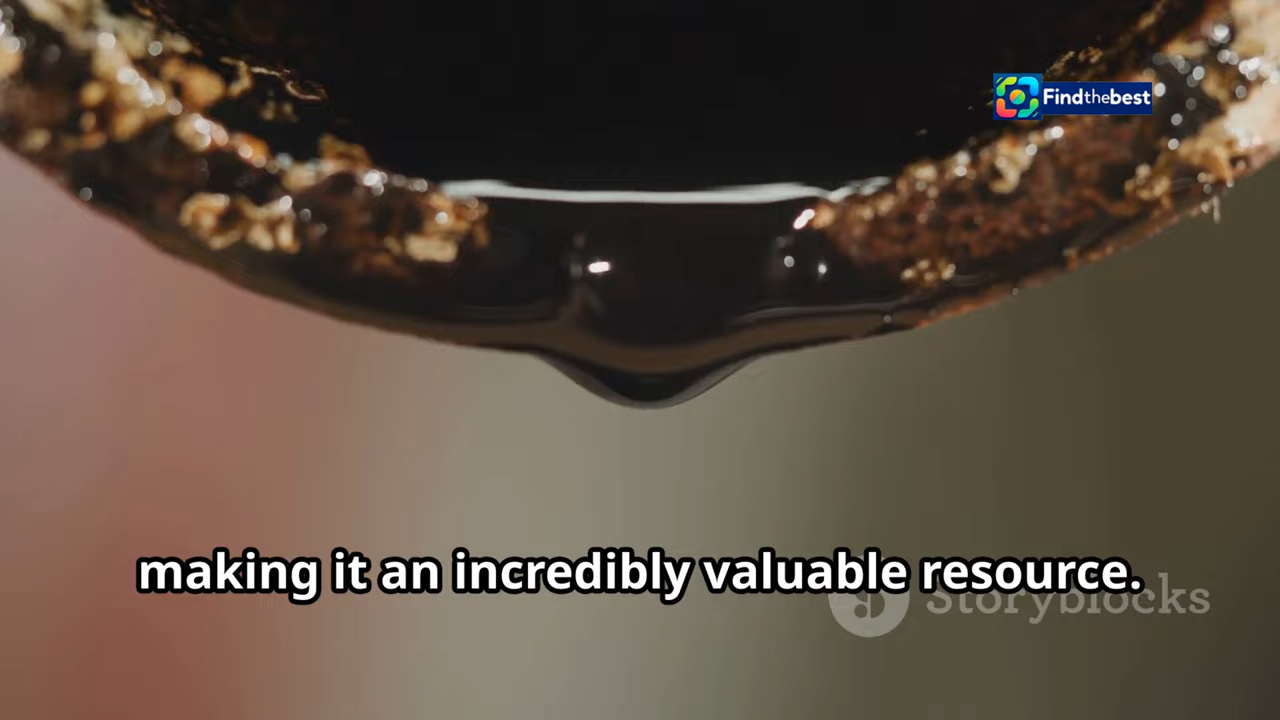 Findthebest
making it an incredibly valuable resource.
Storyblocks